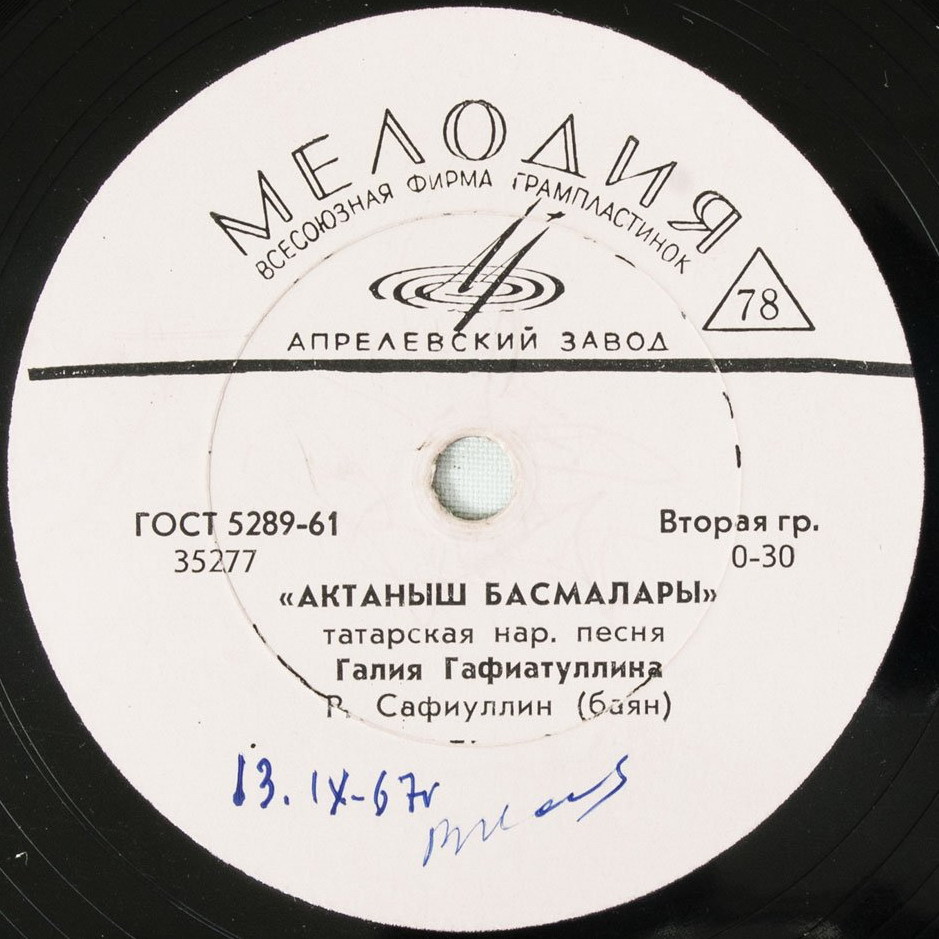 МЕЛОДИЯ
ВСЕСОЮЗНАЯ ФИРМА ГРАМПЛАСТИНОК
78
АПРЕЛЕВСКИЙ ЗАВОД
ГОСТ 5289-61
Вторая гр.
35277
0-30
«АКТАНЫШ БАСМАЛАРЫ»
татарская нар. песня
Галия Гафиатуллина
Р. Сафиуллин (баян)
13. IX-67г